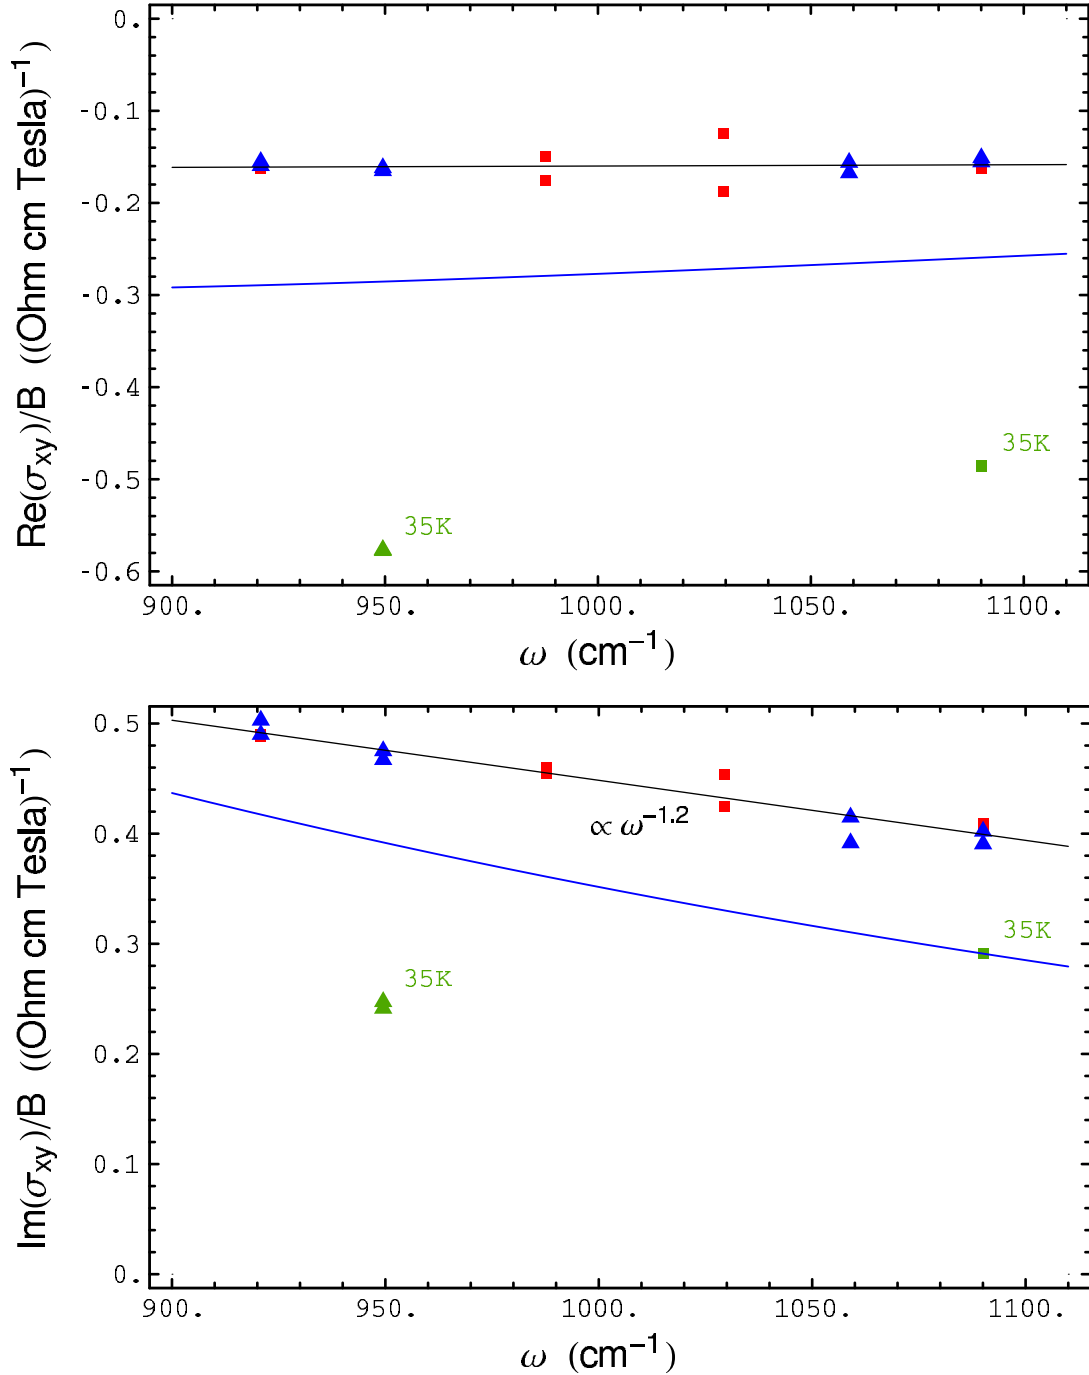 0.
-0.1
-0.2
-0.3
-0.4
-0.5
-0.6
Re(σxy)/B ((Ohm cm Tesla)⁻¹
35K
35K
900. 950. 1000. 1050. 1100.
ω (cm⁻¹)
0.5
0.4
0.3
0.2
0.1
0.
Im(σxy)/B ((Ohm cm Tesla)⁻¹
∝ ω⁻¹·²
35K
35K
900. 950. 1000. 1050. 1100.
ω (cm⁻¹)